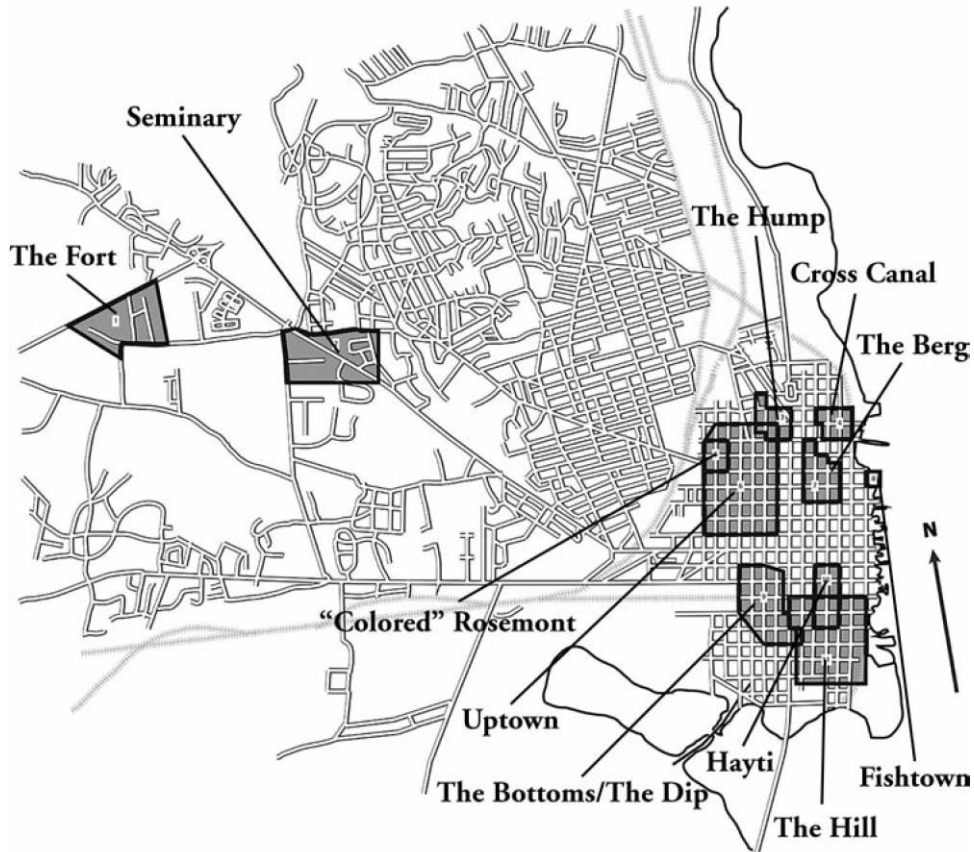 Seminary
The Hump
The Fort
Cross Canal
The Berg
N
“Colored” Rosemont
Uptown
Hayti
Fishtown
The Bottoms/The Dip
The Hill